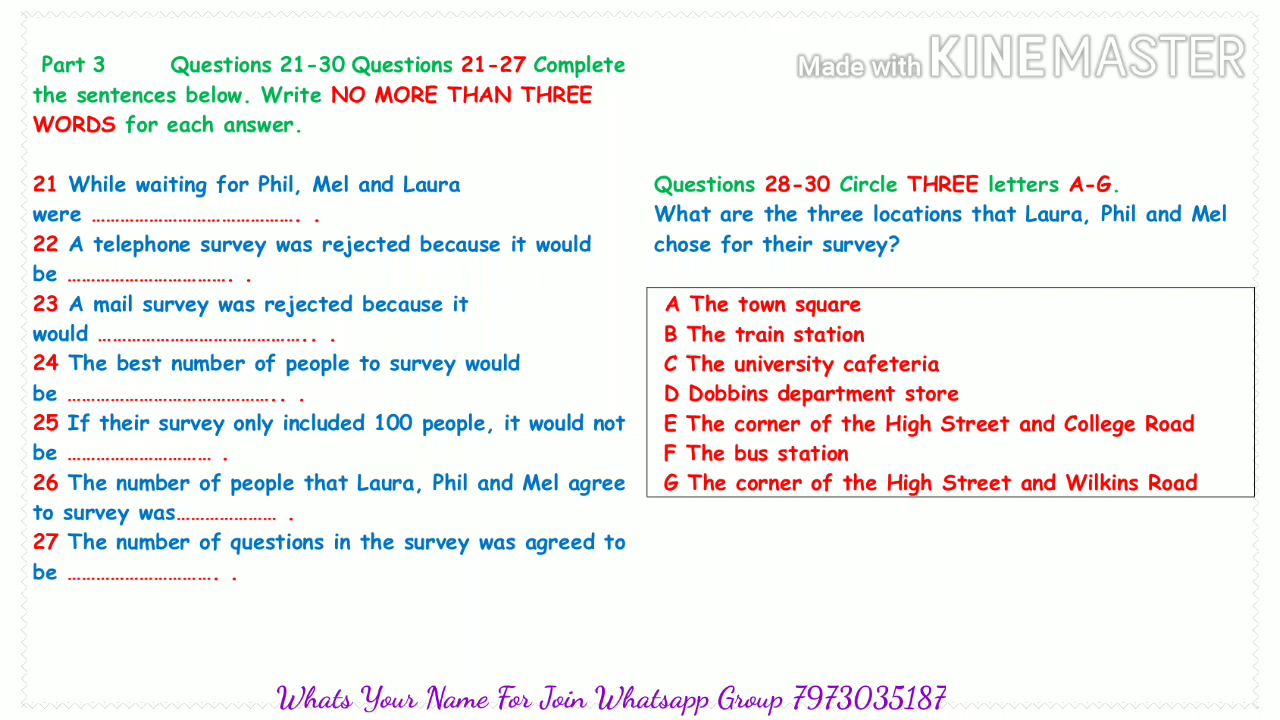 Part 3 Questions 21-30 Questions 21-27 Complete
the sentences below. Write NO MORE THAN THREE
WORDS for each answer.
21 While waiting for Phil, Mel and Laura
were ……………………………………. .
22 A telephone survey was rejected because it would
be ……………………………. .
23 A mail survey was rejected because it
would …………………………………….. .
24 The best number of people to survey would
be …………………………………….. .
25 If their survey only included 100 people, it would not
be ………………………… .
26 The number of people that Laura, Phil and Mel agree
to survey was………………… .
27 The number of questions in the survey was agreed to
be …………………………. .
Made with KINEMASTER
Questions 28-30 Circle THREE letters A-G.
What are the three locations that Laura, Phil and Mel
chose for their survey?
A The town square
B The train station
C The university cafeteria
D Dobbins department store
E The corner of the High Street and College Road
F The bus station
G The corner of the High Street and Wilkins Road
Whats Your Name For Join Whatsapp Group 7973035187